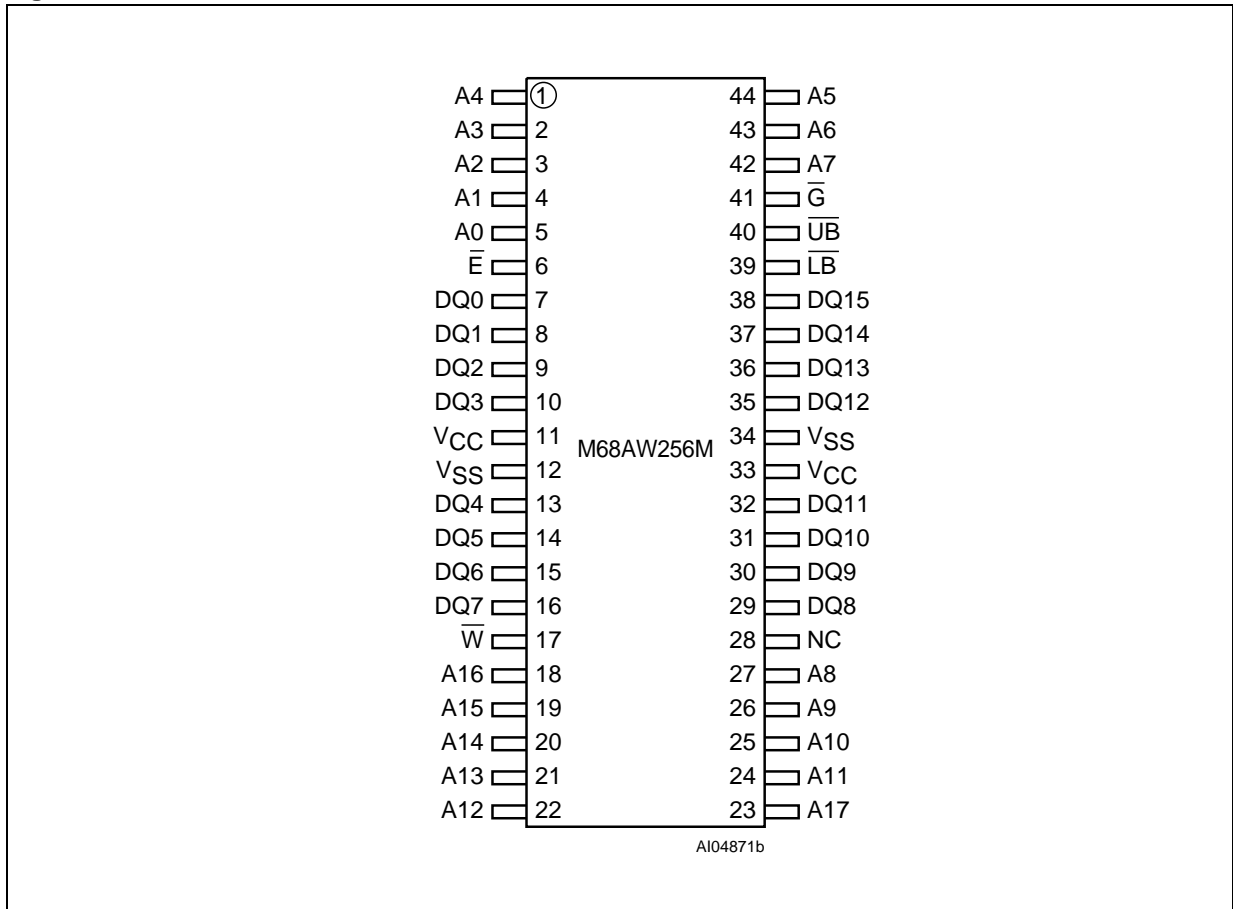 A4 1 44 A5
A3 2 43 A6
A2 3 42 A7
A1 4 41 G̅
A0 5 40 U̅B̅
E̅ 6 39 L̅B̅
DQ0 7 38 DQ15
DQ1 8 37 DQ14
DQ2 9 36 DQ13
DQ3 10 35 DQ12
VCC 11 M68AW256M 34 VSS
VSS 12 33 VCC
DQ4 13 32 DQ11
DQ5 14 31 DQ10
DQ6 15 30 DQ9
DQ7 16 29 DQ8
W̅ 17 28 NC
A16 18 27 A8
A15 19 26 A9
A14 20 25 A10
A13 21 24 A11
A12 22 23 A17
AI04871b